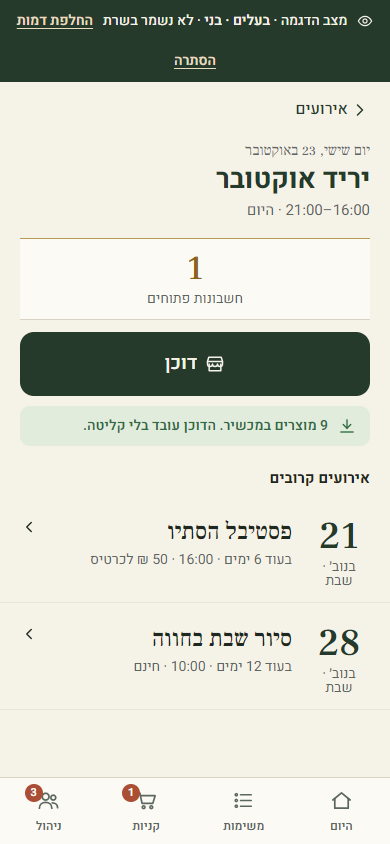 מצב הדגמה · בעלים · בני · לא נשמר בשרת החלפת דמות
הסתרה
אירועים
יום שישי, 23 באוקטובר
יריד אוקטובר
16:00–21:00 · היום
1
חשבונות פתוחים
דוכן
9 מוצרים במכשיר. הדוכן עובד בלי קליטה.
אירועים קרובים
21
בנוב׳ ·
שבת
פסטיבל הסתיו
בעוד 6 ימים · 16:00 · 50 ₪ לכרטיס
28
בנוב׳ ·
שבת
סיור שבת בחווה
בעוד 12 ימים · 10:00 · חינם
היום
משימות
1
קניות
3
ניהול